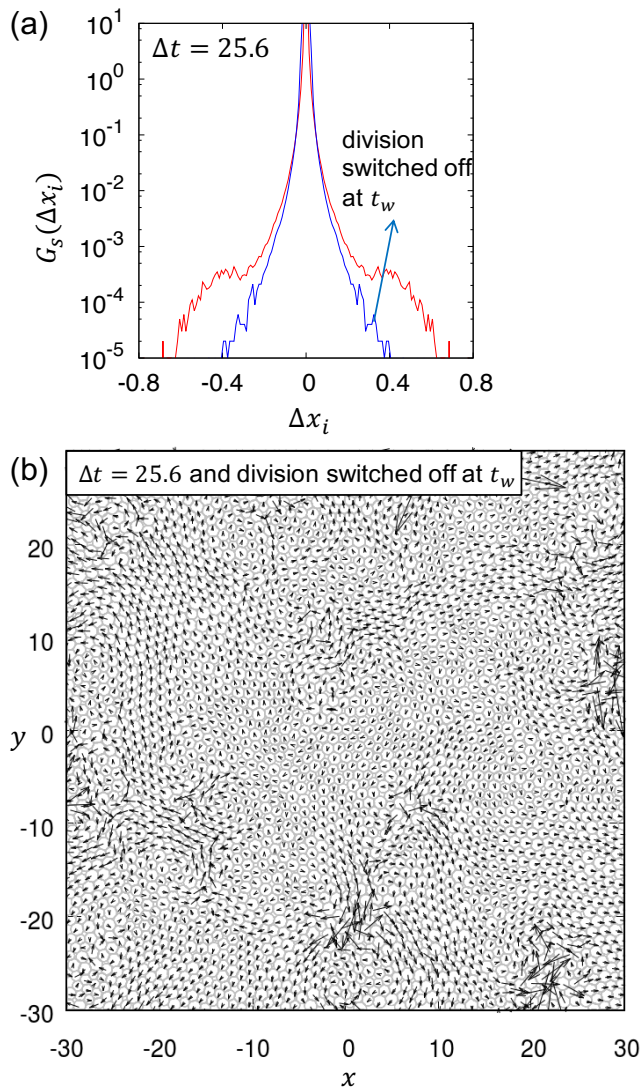 (a)
10^1
Δt = 25.6
10^0
10^-1
division
switched off
at t_w
10^-2
G_s(Δx_i)
10^-3
10^-4
10^-5
-0.8 -0.4 0 0.4 0.8
Δx_i
(b)
Δt = 25.6 and division switched off at t_w
20
10
y 0
-10
-20
-30
-30 -20 -10 0 10 20 30
x